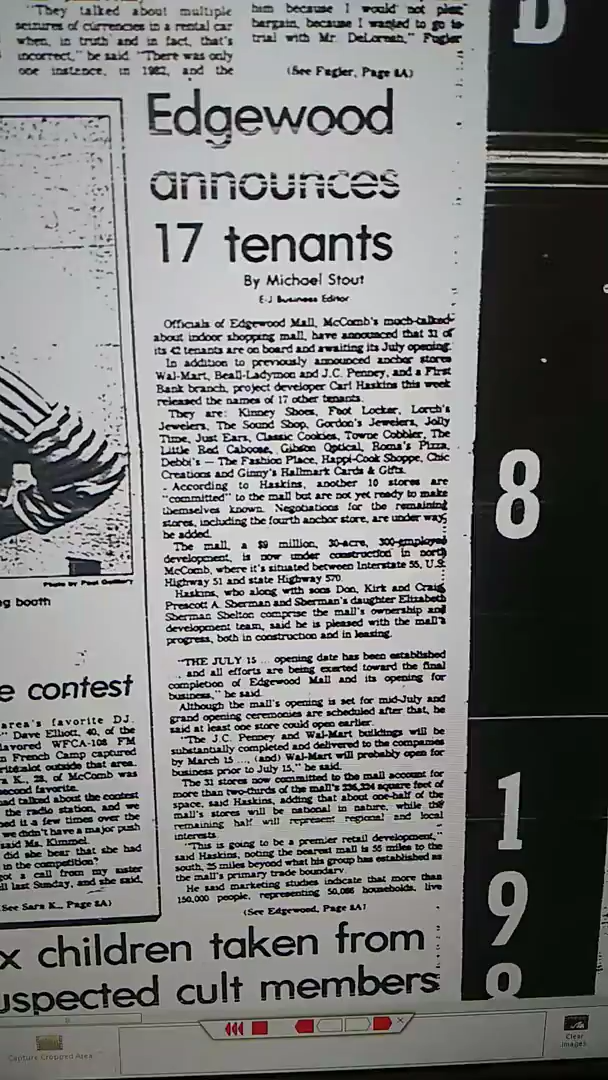 "They talked about multiple
seizures of currencies in a rental car
when, in truth and in fact, that's
incorrect," he said. "There was only
one instance, in 1982, and the
him because I would not plea
bargain, because I wanted to go to
trial with Mr. DeLorean," Fugler
(See Fugler, Page 8A)
D
Edgewood
announces
17 tenants
By Michael Stout
E-J Business Editor
Officials of Edgewood Mall, McComb's much-talked-
about indoor shopping mall, have announced that 31 of
its 42 tenants are on board and awaiting its July opening.
In addition to previously announced anchor stores
Wal-Mart, Beall-Ladymon and J.C. Penney, and a First
Bank branch, project developer Carl Haskins this week
released the names of 17 other tenants.
They are: Kinney Shoes, Foot Locker, Lorch's
Jewelers, The Sound Shop, Gordon's Jewelers, Jolly
Time, Just Ears, Classic Cookies, Towne Cobbler, The
Little Red Caboose, Gibson Optical, Roma's Pizza,
Debbi's — The Fashion Place, Happi-Cook Shoppe, Chic
Creations and Ginny's Hallmark Cards & Gifts.
According to Haskins, another 10 stores are
"committed" to the mall but are not yet ready to make
themselves known. Negotiations for the remaining
stores, including the fourth anchor store, are under way,
he added.
The mall, a $9 million, 30-acre, 300-employe
development, is now under construction in north
McComb, where it's situated between Interstate 55, U.S.
Highway 51 and state Highway 570.
Haskins, who along with sons Don, Kirk and Craig,
Prescott A. Sherman and Sherman's daughter Elizabeth
Sherman Shelton comprise the mall's ownership and
development team, said he is pleased with the mall's
progress, both in construction and in leasing.
"THE JULY 15 ... opening date has been established
and all efforts are being exerted toward the final
completion of Edgewood Mall and its opening for
business," he said.
Although the mall's opening is set for mid-July and
grand opening ceremonies are scheduled after that, he
said at least one store could open earlier.
"The J.C. Penney and Wal-Mart buildings will be
substantially completed and delivered to the companies
by March 15 ..., (and) Wal-Mart will probably open for
business prior to July 15," he said.
The 31 stores now committed to the mall account for
more than two-thirds of the mall's square feet of
space, said Haskins, adding that about one-half of the
mall's stores will be national in nature, while the
remaining half will represent regional and local
interests.
"This is going to be a premier retail development,"
said Haskins, noting the nearest mall is 55 miles to the
south, 25 miles beyond what his group has established as
the mall's primary trade boundary.
He said marketing studies indicate that more than
150,000 people, representing households, live
(See Edgewood, Page 8A)
Photo by Paul
g booth
e contest
area's favorite DJ.
Dave Elliott, 40, of the
lavored WFCA-108 FM
n French Camp captured
outside that area.
a K., 28, of McComb was
second favorite.
had talked about the contest
the radio station, and we
ped it a few times over the
we didn't have a major push
said Ms. Kimmel.
did she bear that she had
in the competition?
got a call from my sister
ll last Sunday, and she said,
See Sara K., Page 8A)
x children taken from
uspected cult members
8
1
9
8
Capture Cropped Area
Clear
Images